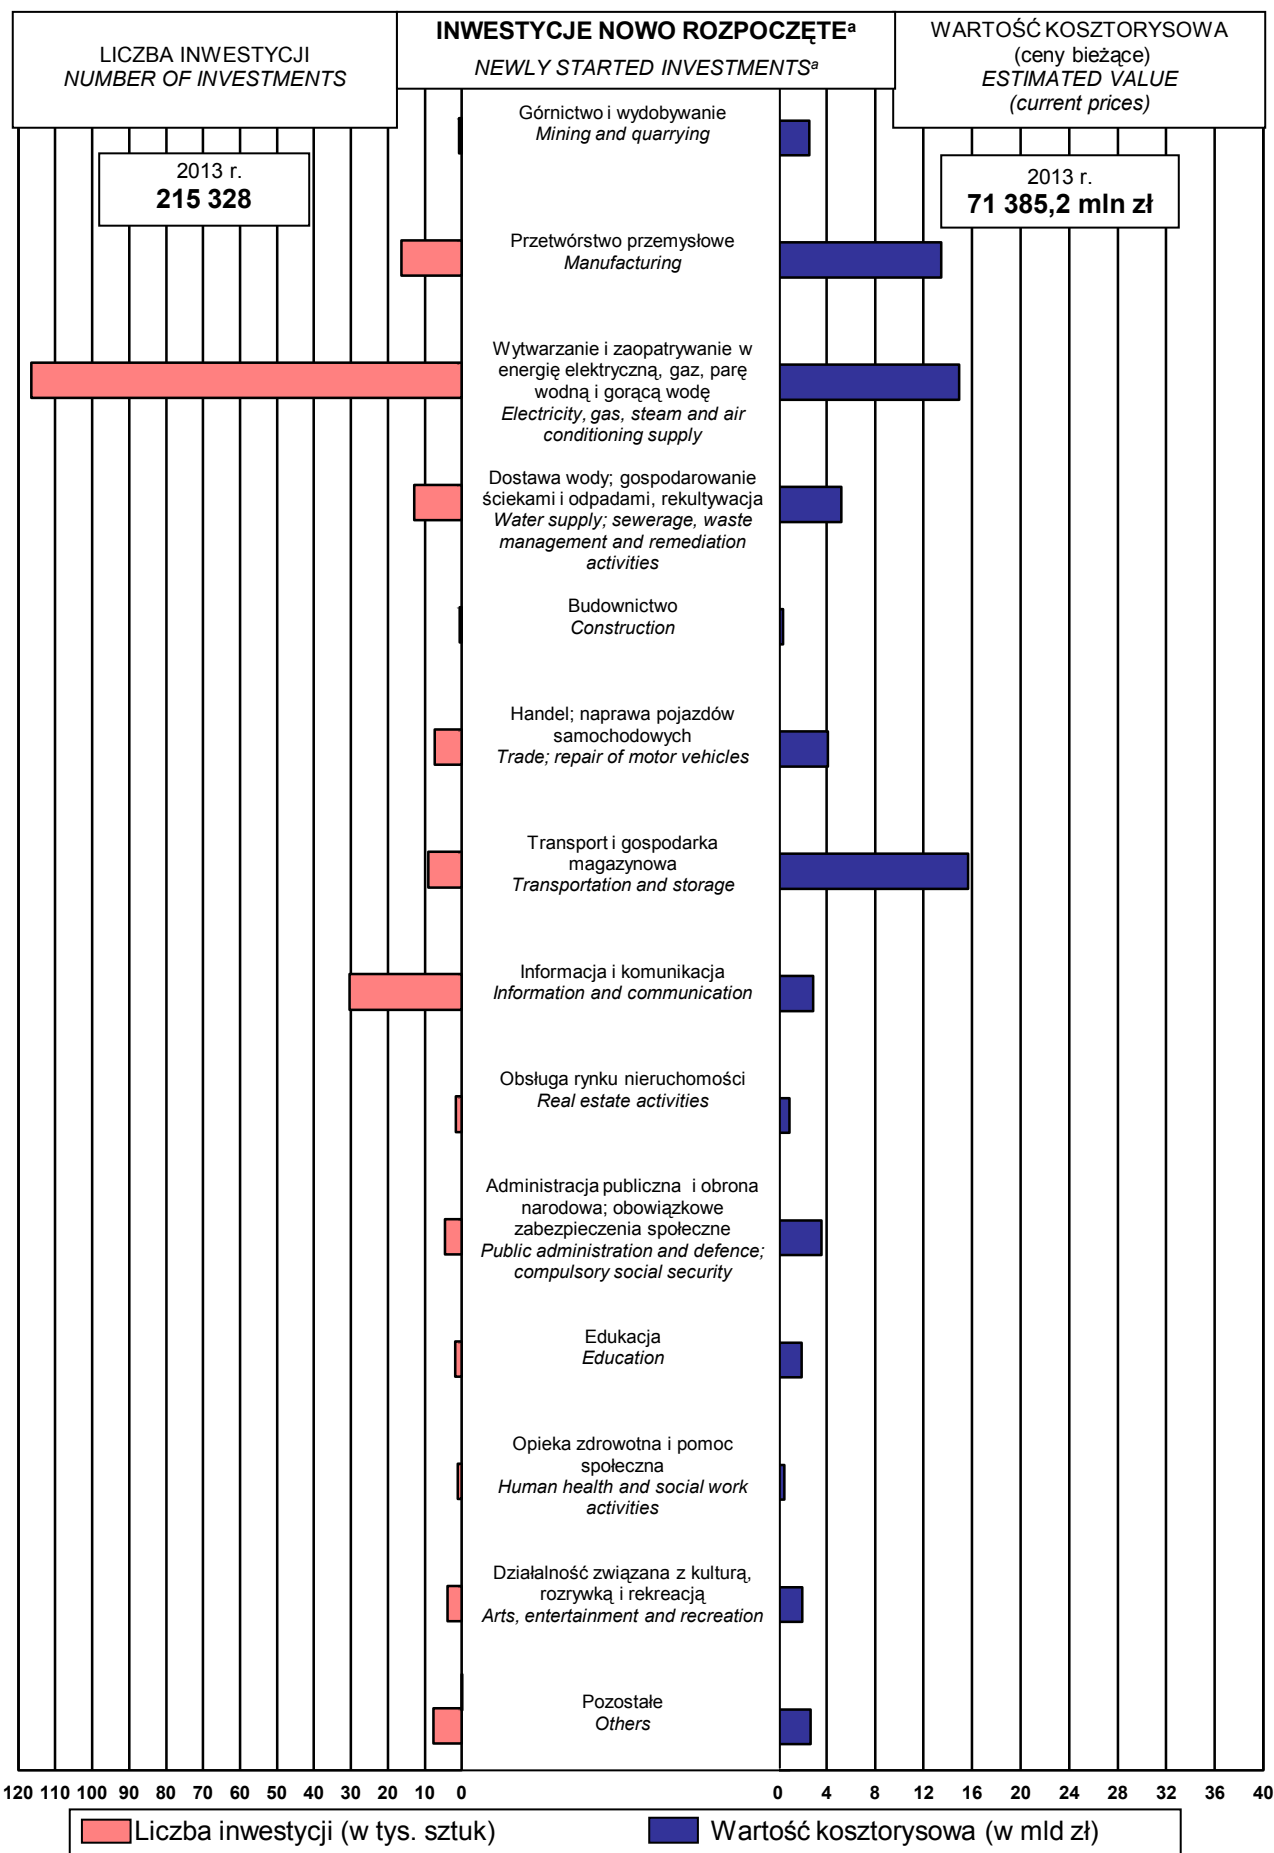 LICZBA INWESTYCJI
NUMBER OF INVESTMENTS
INWESTYCJE NOWO ROZPOCZĘTEᵃ
NEWLY STARTED INVESTMENTSᵃ
WARTOŚĆ KOSZTORYSOWA
(ceny bieżące)
ESTIMATED VALUE
(current prices)
2013 r.
215 328
2013 r.
71 385,2 mln zł
Górnictwo i wydobywanie
Mining and quarrying
Przetwórstwo przemysłowe
Manufacturing
Wytwarzanie i zaopatrywanie w
energię elektryczną, gaz, parę
wodną i gorącą wodę
Electricity, gas, steam and air
conditioning supply
Dostawa wody; gospodarowanie
ściekami i odpadami, rekultywacja
Water supply; sewerage, waste
management and remediation
activities
Budownictwo
Construction
Handel; naprawa pojazdów
samochodowych
Trade; repair of motor vehicles
Transport i gospodarka
magazynowa
Transportation and storage
Informacja i komunikacja
Information and communication
Obsługa rynku nieruchomości
Real estate activities
Administracja publiczna i obrona
narodowa; obowiązkowe
zabezpieczenia społeczne
Public administration and defence;
compulsory social security
Edukacja
Education
Opieka zdrowotna i pomoc
społeczna
Human health and social work
activities
Działalność związana z kulturą,
rozrywką i rekreacją
Arts, entertainment and recreation
Pozostałe
Others
120 110 100 90 80 70 60 50 40 30 20 10 0
0 4 8 12 16 20 24 28 32 36 40
Liczba inwestycji (w tys. sztuk)
Wartość kosztorysowa (w mld zł)